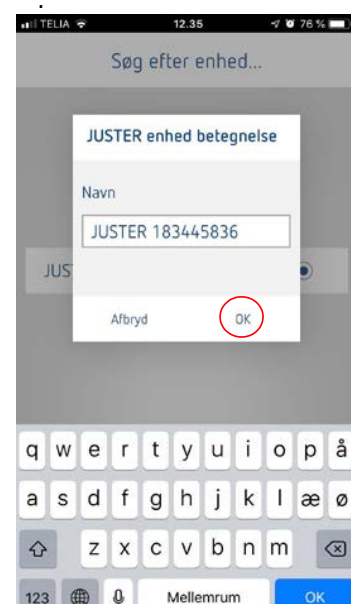 TELIA 12.35 76 %
Søg efter enhed...
JUSTER enhed betegnelse
Navn
JUSTER 183445836
JUS
Afbryd OK
q w e r t y u i o p å
a s d f g h j k l æ ø
z x c v b n m
123 Mellemrum OK